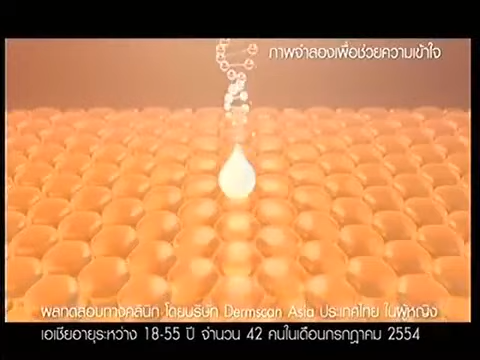 ภาพจำลองเพื่อช่วยความเข้าใจ
ผลทดสอบทางคลินิก โดยบริษัท Dermscan Asia ประเทศไทย ในผู้หญิง
เอเชียอายุระหว่าง 18-55 ปี จำนวน 42 คนในเดือนกรกฎาคม 2554